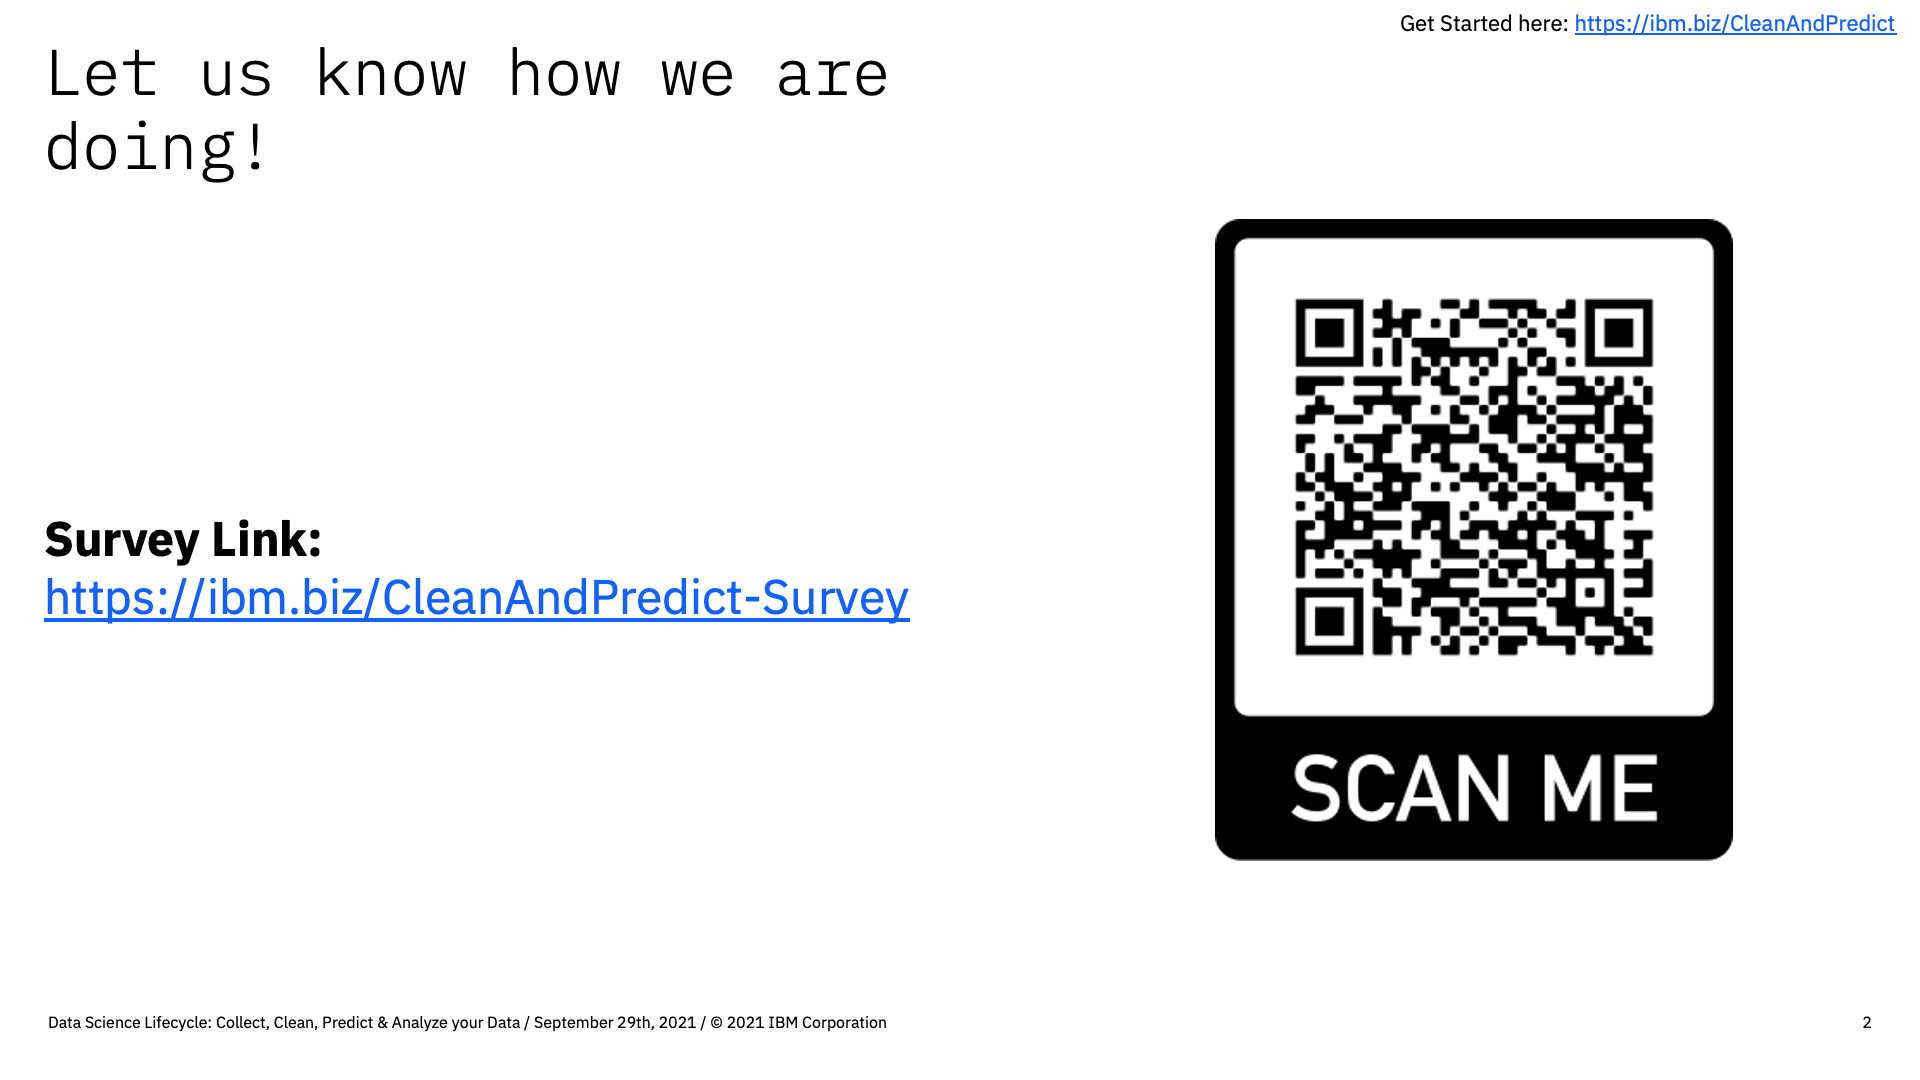 Get Started here: https://ibm.biz/CleanAndPredict
Let us know how we are
doing!
Survey Link:
https://ibm.biz/CleanAndPredict-Survey
SCAN ME
Data Science Lifecycle: Collect, Clean, Predict & Analyze your Data / September 29th, 2021 / © 2021 IBM Corporation
2